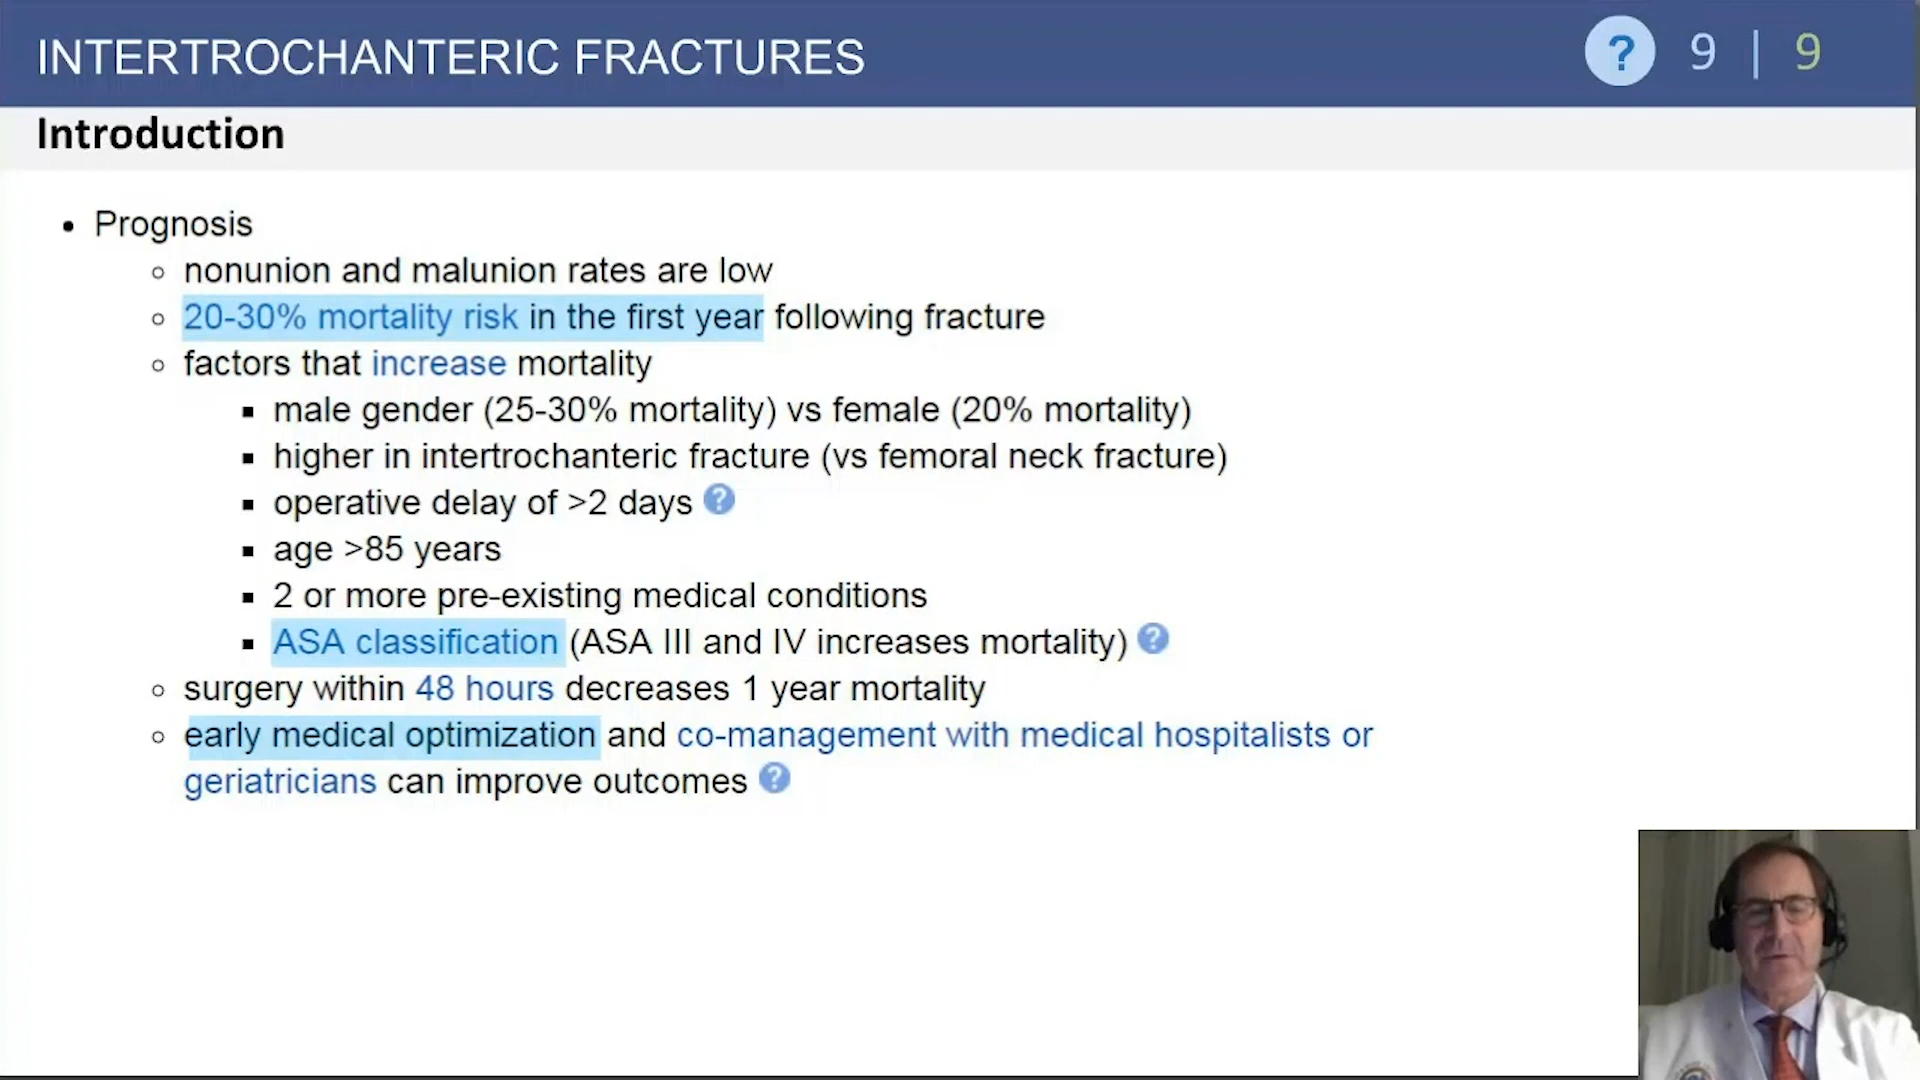 INTERTROCHANTERIC FRACTURES
? 9 | 9
Introduction
• Prognosis
○ nonunion and malunion rates are low
○ 20-30% mortality risk in the first year following fracture
○ factors that increase mortality
▪ male gender (25-30% mortality) vs female (20% mortality)
▪ higher in intertrochanteric fracture (vs femoral neck fracture)
▪ operative delay of >2 days ?
▪ age >85 years
▪ 2 or more pre-existing medical conditions
▪ ASA classification (ASA III and IV increases mortality) ?
○ surgery within 48 hours decreases 1 year mortality
○ early medical optimization and co-management with medical hospitalists or
geriatricians can improve outcomes ?